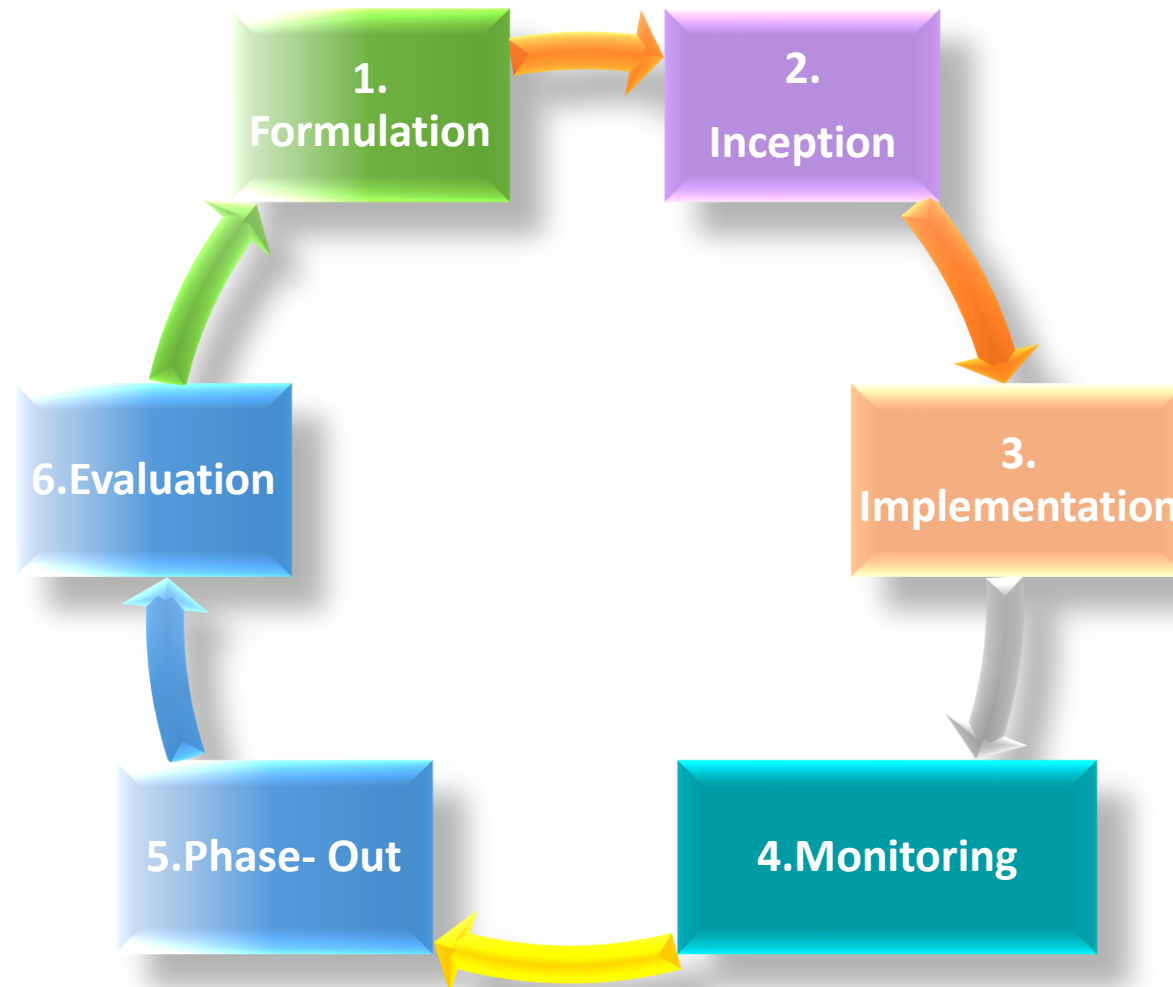 1.
Formulation
2.
Inception
3.
Implementation
4.Monitoring
5.Phase- Out
6.Evaluation